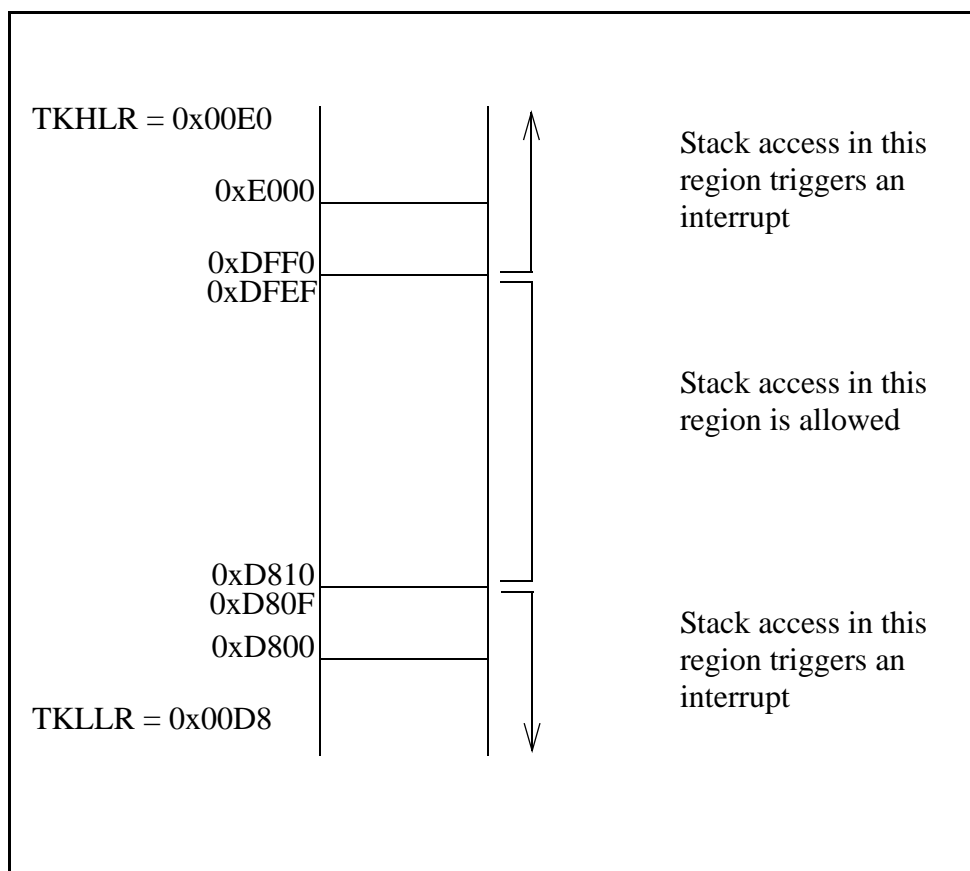 TKHLR = 0x00E0
Stack access in this
region triggers an
interrupt
0xE000
0xDFF0
0xDFEF
Stack access in this
region is allowed
0xD810
0xD80F
0xD800
Stack access in this
region triggers an
interrupt
TKLLR = 0x00D8